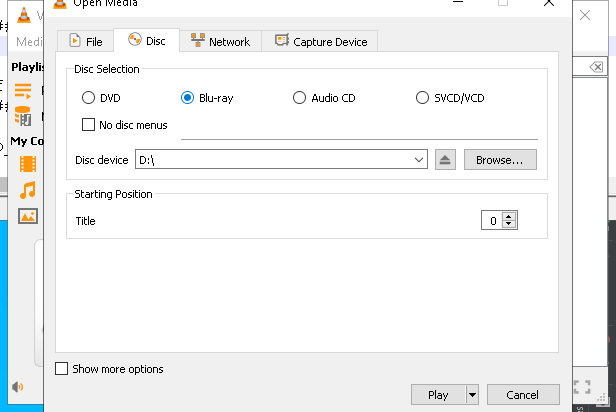 Open Media
Medi
File
Disc
Network
Capture Device
Playlis
Disc Selection
DVD
Blu-ray
Audio CD
SVCD/VCD
No disc menus
My Co
Disc device
D:\
Browse...
Starting Position
Title
0
Show more options
Play
Cancel